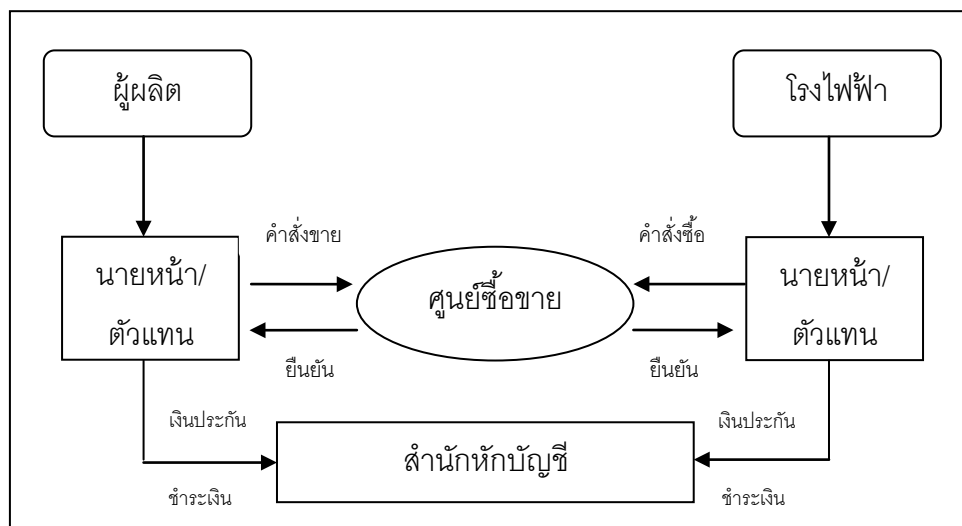 ผู้ผลิต
โรงไฟฟ้า
คำสั่งขาย
คำสั่งซื้อ
นายหน้า/
ตัวแทน
ศูนย์ซื้อขาย
นายหน้า/
ตัวแทน
ยืนยัน
ยืนยัน
เงินประกัน
เงินประกัน
สำนักหักบัญชี
ชำระเงิน
ชำระเงิน